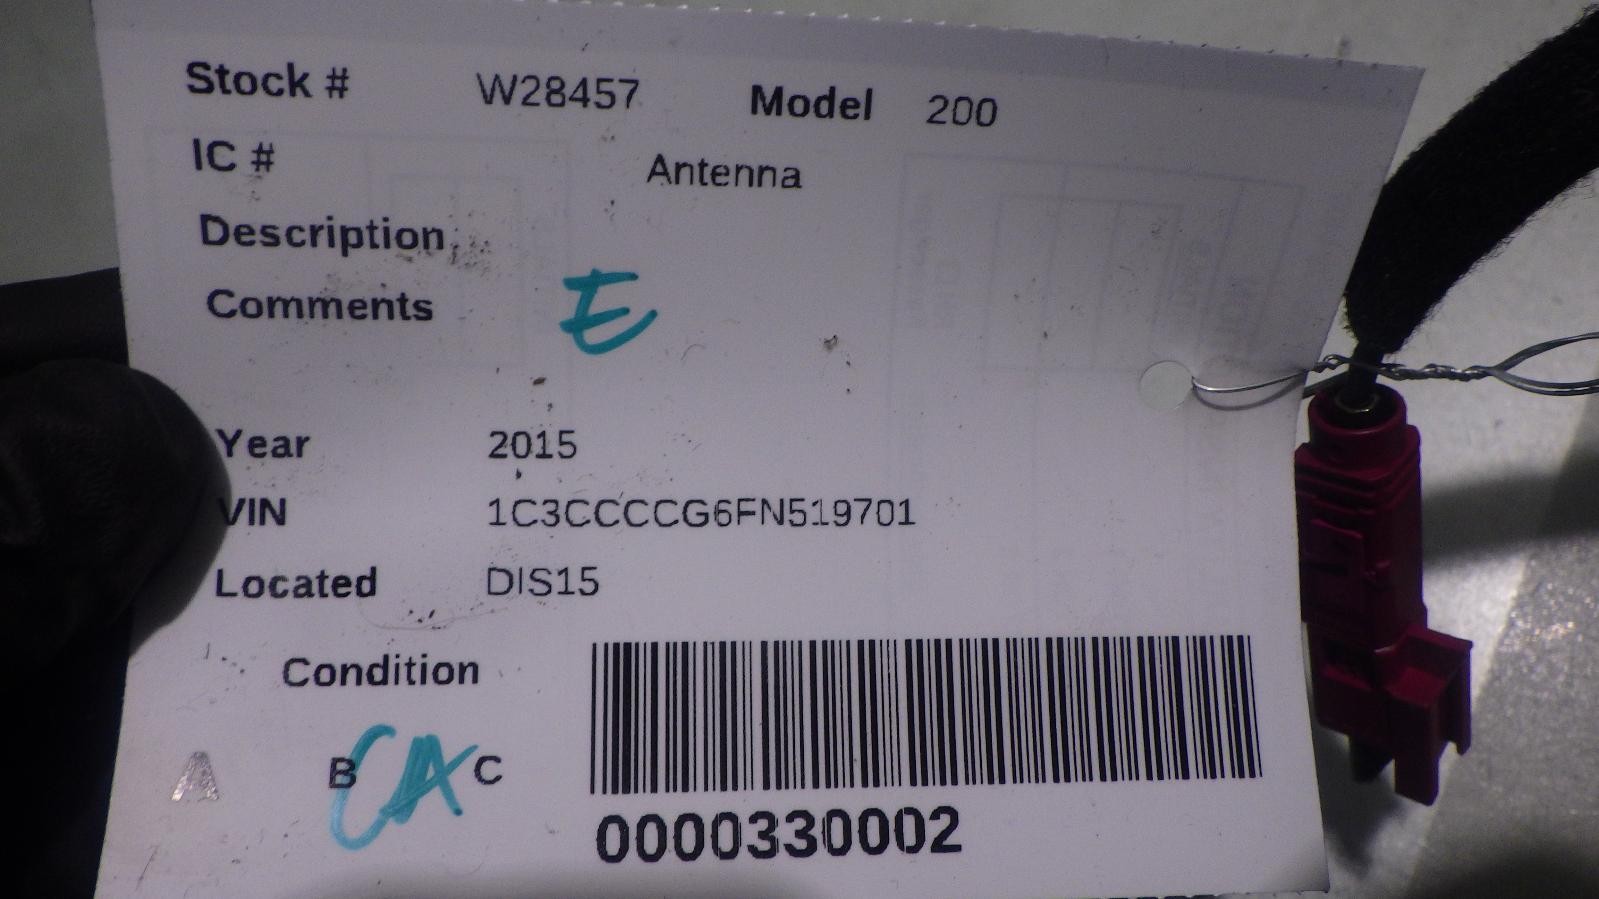 Stock # W28457 Model 200
IC # Antenna
Description
Comments E
Year 2015
VIN 1C3CCCCG6FN519701
Located DIS15
Condition
A B CA C
0000330002